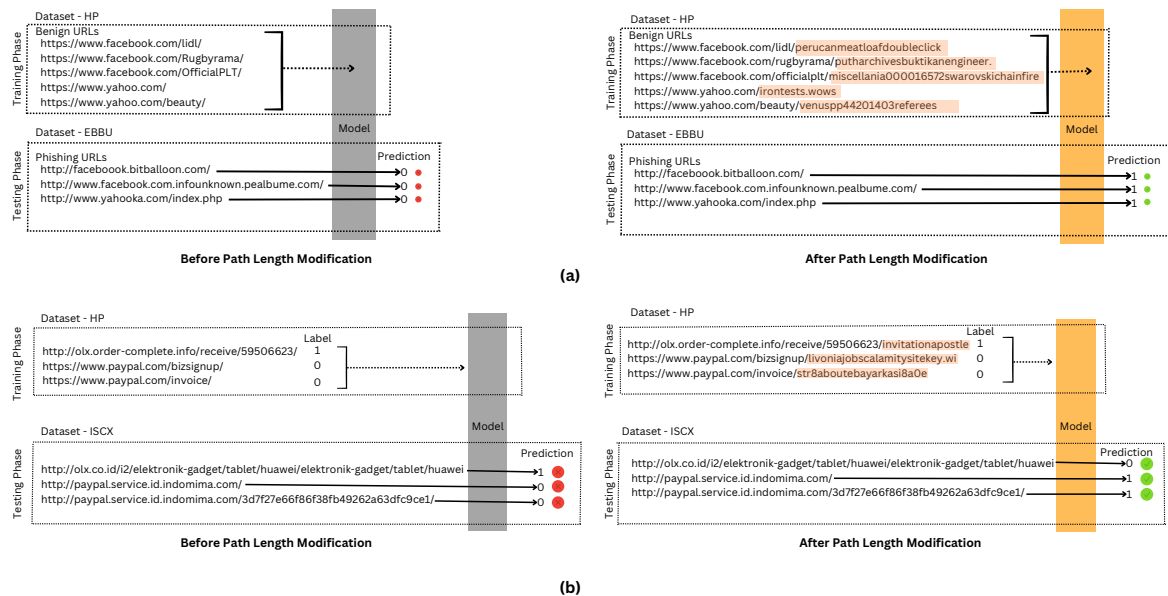 Dataset - HP
Training Phase
Benign URLs
https://www.facebook.com/lidl/
https://www.facebook.com/Rugbyrama/
https://www.facebook.com/OfficialPLT/
https://www.yahoo.com/
https://www.yahoo.com/beauty/
Model
Dataset - EBBU
Testing Phase
Phishing URLs
Prediction
http://faceboook.bitballoon.com/ 0
http://www.facebook.com.infounknown.pealbume.com/ 0
http://www.yahooka.com/index.php 0
Before Path Length Modification
Dataset - HP
Training Phase
Benign URLs
https://www.facebook.com/lidl/perucanmeatloafdoubleclick
https://www.facebook.com/rugbyrama/putharchivesbuktikanengineer.
https://www.facebook.com/officialplt/miscellania000016572swarovskichainfire
https://www.yahoo.com/irontests.wows
https://www.yahoo.com/beauty/venuspp44201403referees
Model
Dataset - EBBU
Testing Phase
Phishing URLs
Prediction
http://faceboook.bitballoon.com/ 1
http://www.facebook.com.infounknown.pealbume.com/ 1
http://www.yahooka.com/index.php 1
After Path Length Modification
(a)
Dataset - HP
Training Phase
Label
http://olx.order-complete.info/receive/59506623/ 1
https://www.paypal.com/bizsignup/ 0
https://www.paypal.com/invoice/ 0
Model
Dataset - ISCX
Testing Phase
Prediction
http://olx.co.id/i2/elektronik-gadget/tablet/huawei/elektronik-gadget/tablet/huawei 1
http://paypal.service.id.indomima.com/ 0
http://paypal.service.id.indomima.com/3d7f27e66f86f38fb49262a63dfc9ce1/ 0
Before Path Length Modification
Dataset - HP
Training Phase
Label
http://olx.order-complete.info/receive/59506623/invitationapostle 1
https://www.paypal.com/bizsignup/livoniajobscalamitysitekey.wi 0
https://www.paypal.com/invoice/str8aboutebayarkasi8a0e 0
Model
Dataset - ISCX
Testing Phase
Prediction
http://olx.co.id/i2/elektronik-gadget/tablet/huawei/elektronik-gadget/tablet/huawei 0
http://paypal.service.id.indomima.com/ 1
http://paypal.service.id.indomima.com/3d7f27e66f86f38fb49262a63dfc9ce1/ 1
After Path Length Modification
(b)